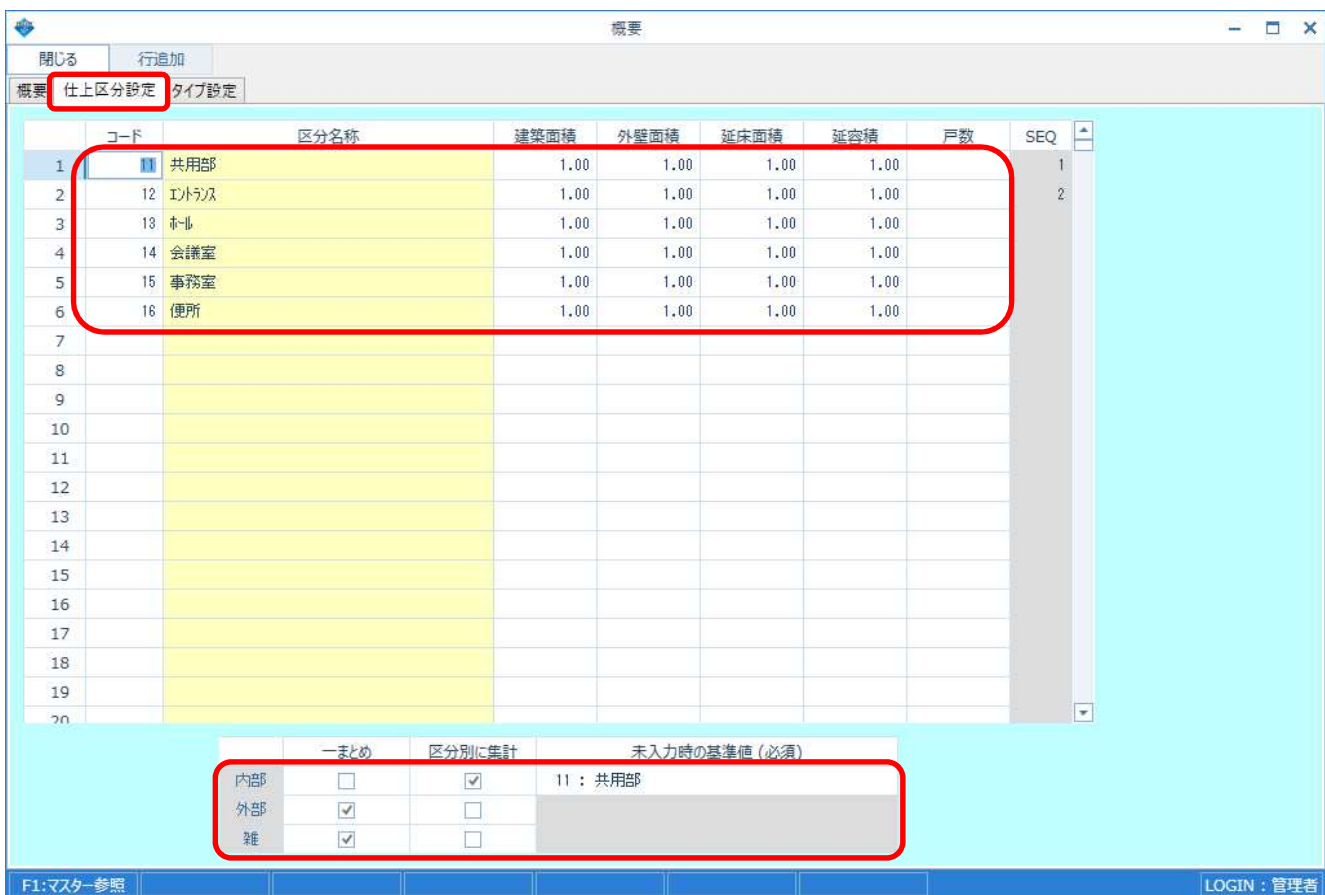 概要
閉じる 行追加
概要 仕上区分設定 タイプ設定
コード 区分名称 建築面積 外壁面積 延床面積 延容積 戸数 SEQ
1 11 共用部 1.00 1.00 1.00 1.00 1
2 12 ｴﾝﾄﾗﾝｽ 1.00 1.00 1.00 1.00 2
3 13 ﾎｰﾙ 1.00 1.00 1.00 1.00
4 14 会議室 1.00 1.00 1.00 1.00
5 15 事務室 1.00 1.00 1.00 1.00
6 16 便所 1.00 1.00 1.00 1.00
7
8
9
10
11
12
13
14
15
16
17
18
19
20
一まとめ 区分別に集計 未入力時の基準値 (必須)
内部 11 : 共用部
外部
雑
F1:マスター参照 LOGIN : 管理者